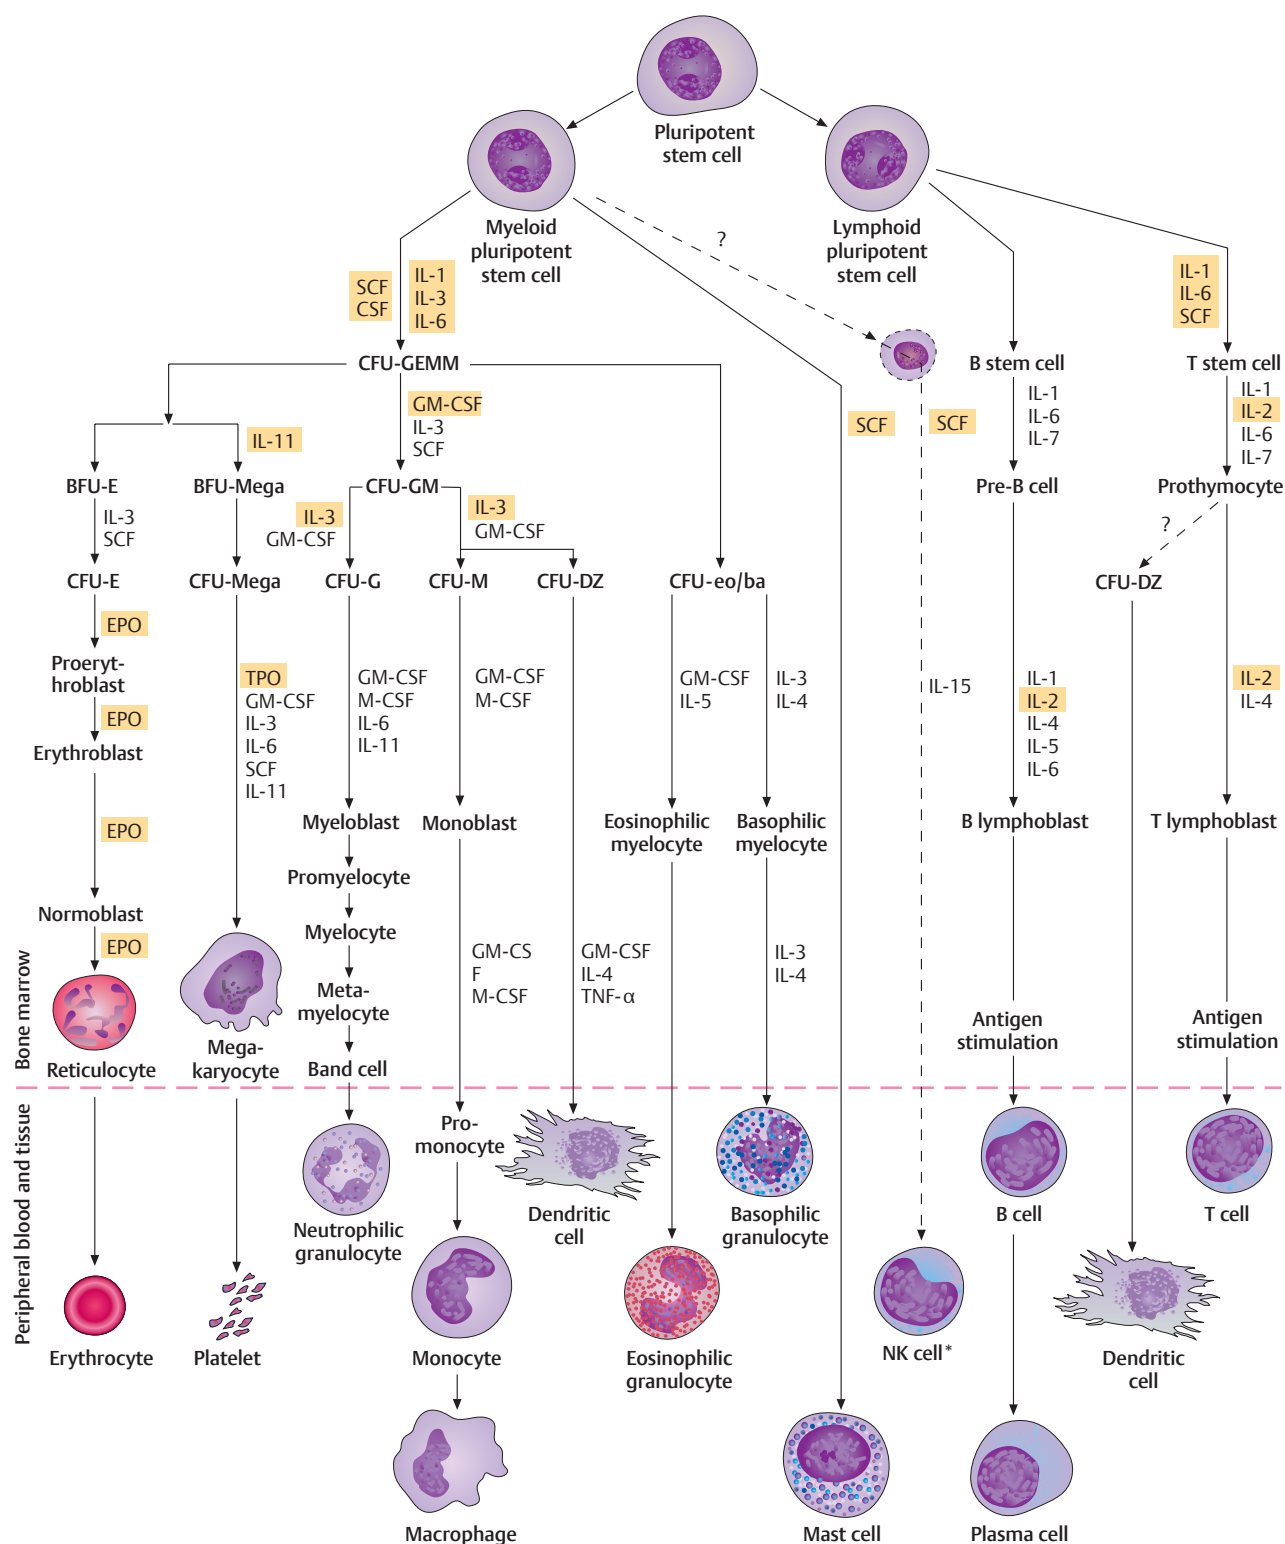 Pluripotent
stem cell
Myeloid
pluripotent
stem cell
Lymphoid
pluripotent
stem cell
?
SCF
CSF
IL-1
IL-3
IL-6
IL-1
IL-6
SCF
CFU-GEMM
B stem cell
T stem cell
GM-CSF
IL-3
SCF
SCF
SCF
IL-1
IL-6
IL-7
IL-1
IL-2
IL-6
IL-7
IL-11
BFU-E
BFU-Mega
CFU-GM
Pre-B cell
Prothymocyte
IL-3
SCF
IL-3
GM-CSF
IL-3
GM-CSF
?
CFU-E
CFU-Mega
CFU-G
CFU-M
CFU-DZ
CFU-eo/ba
CFU-DZ
EPO
Proeryt-
hroblast
EPO
Erythroblast
EPO
Normoblast
EPO
TPO
GM-CSF
IL-3
IL-6
SCF
IL-11
GM-CSF
M-CSF
IL-6
IL-11
GM-CSF
M-CSF
GM-CSF
IL-5
IL-3
IL-4
IL-15
IL-1
IL-2
IL-4
IL-5
IL-6
IL-2
IL-4
Myeloblast
Monoblast
Eosinophilic
myelocyte
Basophilic
myelocyte
B lymphoblast
T lymphoblast
Promyelocyte
Myelocyte
Meta-
myelocyte
Band cell
GM-CS
F
M-CSF
GM-CSF
IL-4
TNF-α
IL-3
IL-4
Antigen
stimulation
Antigen
stimulation
Reticulocyte
Mega-
karyocyte
Bone marrow
Peripheral blood and tissue
Pro-
monocyte
Neutrophilic
granulocyte
Dendritic
cell
Basophilic
granulocyte
B cell
T cell
Erythrocyte
Platelet
Monocyte
Eosinophilic
granulocyte
NK cell*
Dendritic
cell
Macrophage
Mast cell
Plasma cell